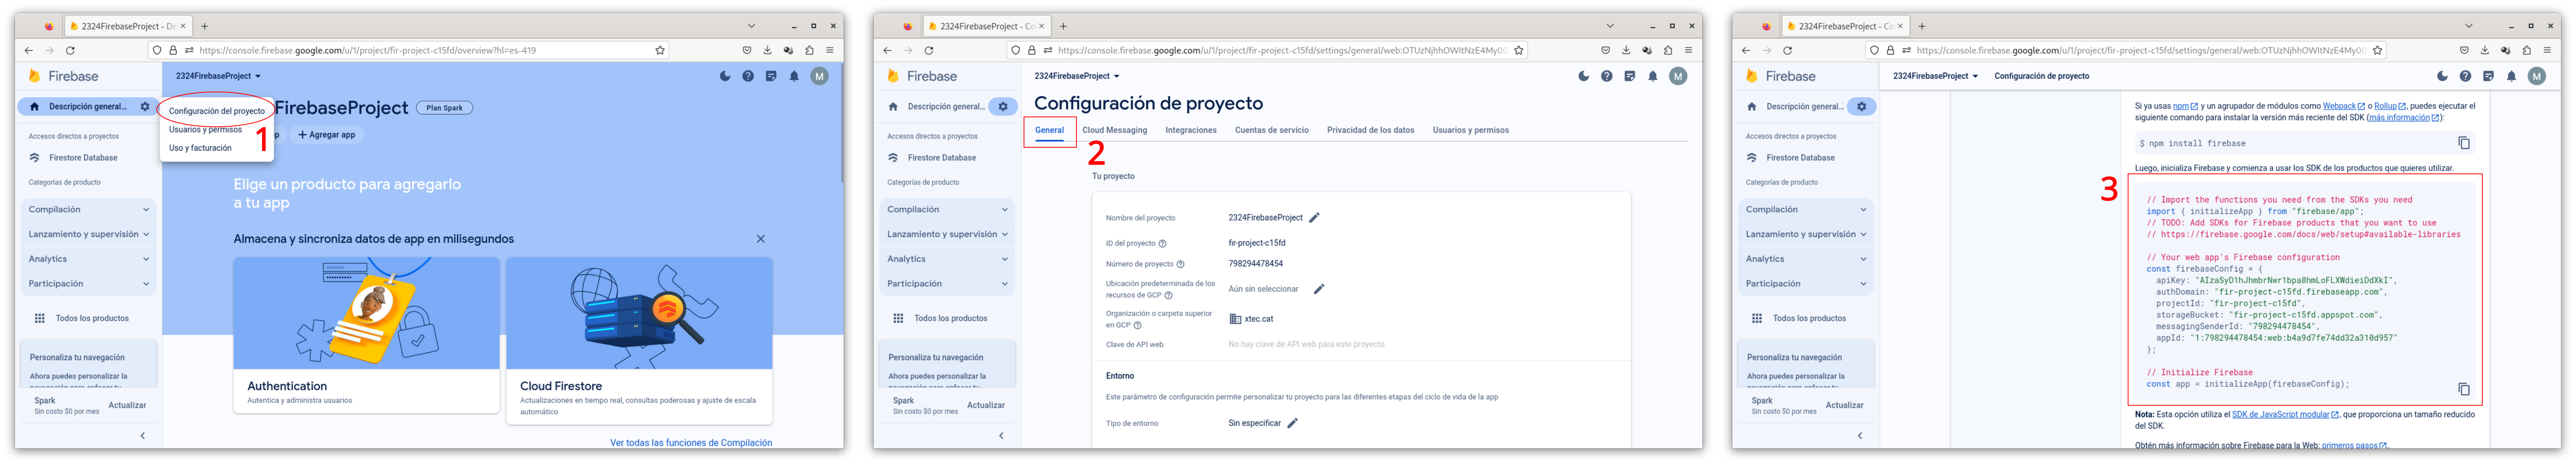 2324FirebaseProject - De
https://console.firebase.google.com/u/1/project/fir-project-c15fd/overview?hl=es-419
Firebase
2324FirebaseProject
M
Descripción general...
Configuración del proyecto
Usuarios y permisos
Uso y facturación
1
FirebaseProject
Plan Spark
+ Agregar app
Accesos directos a proyectos
Firestore Database
Categorías de producto
Compilación
Lanzamiento y supervisión
Analytics
Participación
Todos los productos
Personaliza tu navegación
Ahora puedes personalizar la
Spark
Sin costo $0 por mes
Actualizar
Elige un producto para agregarlo
a tu app
Almacena y sincroniza datos de app en milisegundos
Authentication
Autentica y administra usuarios
Cloud Firestore
Actualizaciones en tiempo real, consultas poderosas y ajuste de escala
automático
Ver todas las funciones de Compilación
2324FirebaseProject - Co
https://console.firebase.google.com/u/1/project/fir-project-c15fd/settings/general/web:OTUzNjhhOWItNzE4My00
Firebase
2324FirebaseProject
M
Descripción general...
Accesos directos a proyectos
Firestore Database
Categorías de producto
Compilación
Lanzamiento y supervisión
Analytics
Participación
Todos los productos
Personaliza tu navegación
Ahora puedes personalizar la
Spark
Sin costo $0 por mes
Actualizar
Configuración de proyecto
General
Cloud Messaging
Integraciones
Cuentas de servicio
Privacidad de los datos
Usuarios y permisos
2
Tu proyecto
Nombre del proyecto
2324FirebaseProject
ID del proyecto
fir-project-c15fd
Número de proyecto
798294478454
Ubicación predeterminada de los
recursos de GCP
Aún sin seleccionar
Organización o carpeta superior
en GCP
xtec.cat
Clave de API web
No hay clave de API web para este proyecto
Entorno
Este parámetro de configuración permite personalizar tu proyecto para las diferentes etapas del ciclo de vida de la app
Tipo de entorno
Sin especificar
2324FirebaseProject - Co
https://console.firebase.google.com/u/1/project/fir-project-c15fd/settings/general/web:OTUzNjhhOWItNzE4My00
Firebase
2324FirebaseProject
Configuración de proyecto
M
Descripción general...
Accesos directos a proyectos
Firestore Database
Categorías de producto
Compilación
Lanzamiento y supervisión
Analytics
Participación
Todos los productos
Personaliza tu navegación
Ahora puedes personalizar la
Spark
Sin costo $0 por mes
Actualizar
Si ya usas npm y un agrupador de módulos como Webpack o Rollup, puedes ejecutar el
siguiente comando para instalar la versión más reciente del SDK (más información):
$ npm install firebase
Luego, inicializa Firebase y comienza a usar los SDK de los productos que quieres utilizar.
3
// Import the functions you need from the SDKs you need
import { initializeApp } from "firebase/app";
// TODO: Add SDKs for Firebase products that you want to use
// https://firebase.google.com/docs/web/setup#available-libraries
// Your web app's Firebase configuration
const firebaseConfig = {
apiKey: "AIzaSyD1hJhmbrNwr1bpa8hmLoFLXWdieiDdXkI",
authDomain: "fir-project-c15fd.firebaseapp.com",
projectId: "fir-project-c15fd",
storageBucket: "fir-project-c15fd.appspot.com",
messagingSenderId: "798294478454",
appId: "1:798294478454:web:b4a9d7fe74dd32a318d957"
};
// Initialize Firebase
const app = initializeApp(firebaseConfig);
Nota: Esta opción utiliza el SDK de JavaScript modular, que proporciona un tamaño reducido
del SDK.
Obtén más información sobre Firebase para la Web: primeros pasos,